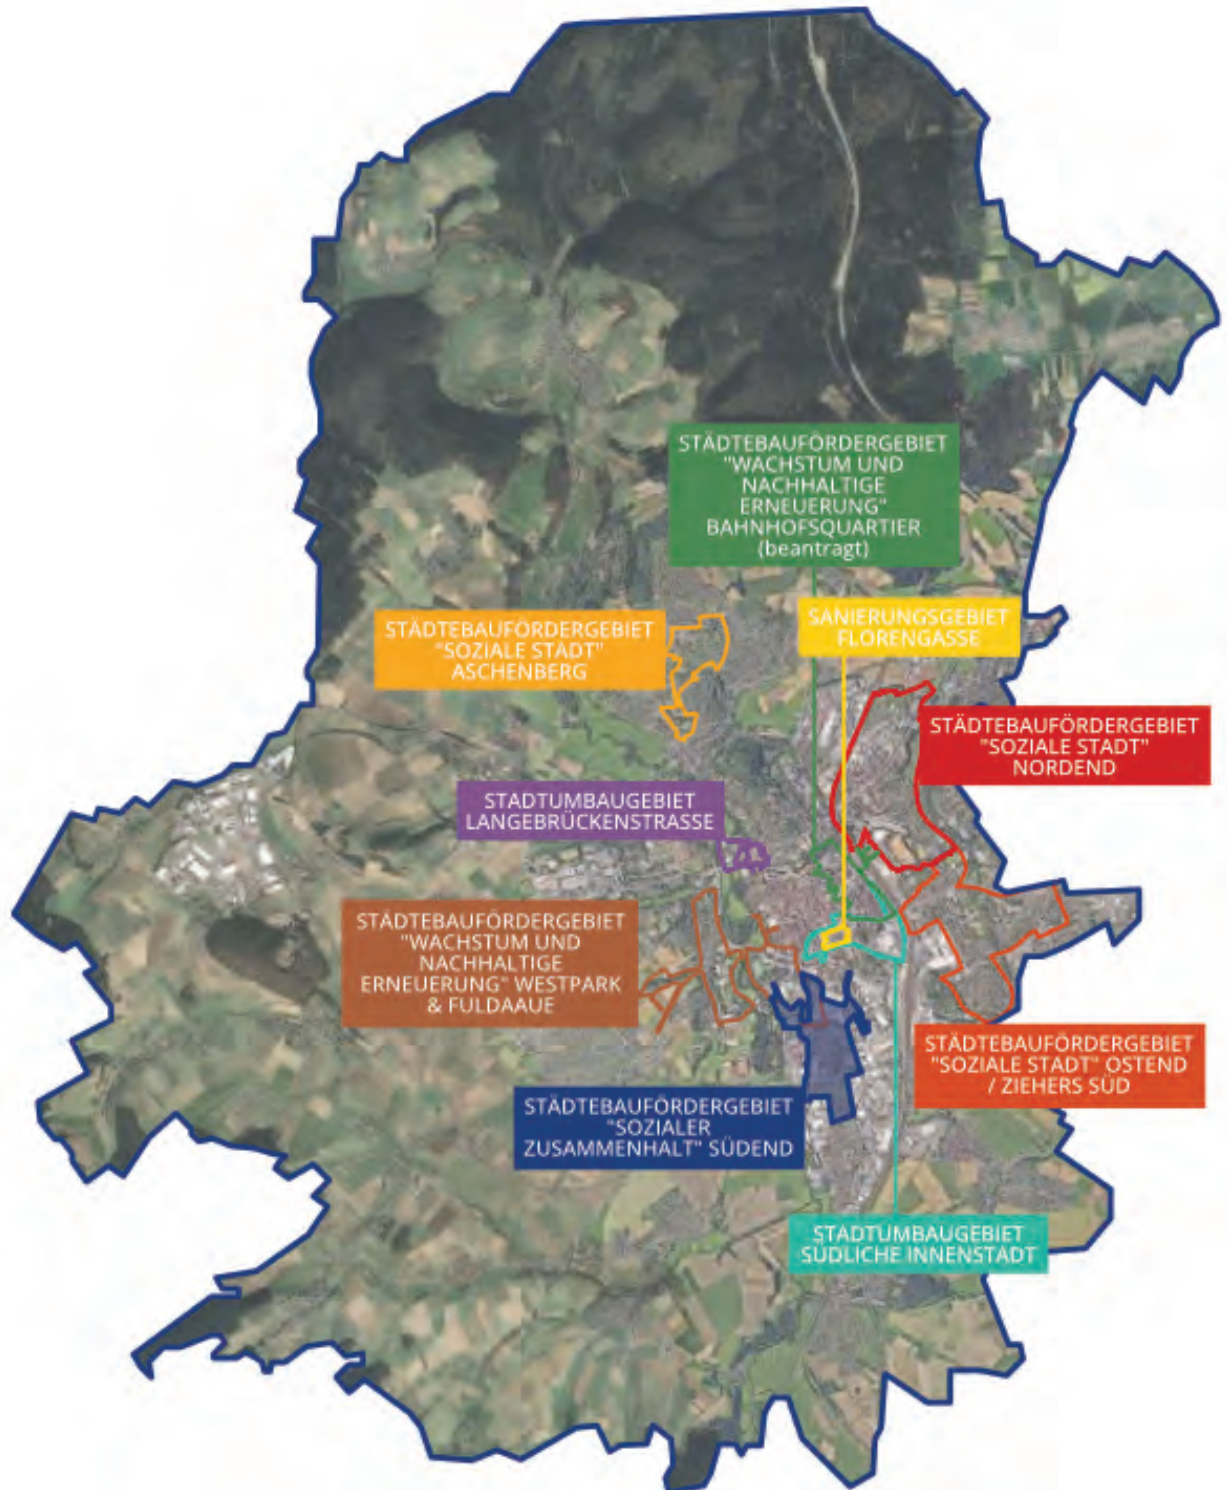 STÄDTEBAUFÖRDERGEBIET
"WACHSTUM UND
NACHHALTIGE
ERNEUERUNG"
BAHNHOFSQUARTIER
(beantragt)
SANIERUNGSGEBIET
FLORENGASSE
STÄDTEBAUFÖRDERGEBIET
"SOZIALE STADT"
ASCHENBERG
STÄDTEBAUFÖRDERGEBIET
"SOZIALE STADT"
NORDEND
STADTUMBAUGEBIET
LANGEBRÜCKENSTRASSE
STÄDTEBAUFÖRDERGEBIET
"WACHSTUM UND
NACHHALTIGE
ERNEUERUNG" WESTPARK
& FULDAAUE
STÄDTEBAUFÖRDERGEBIET
"SOZIALE STADT" OSTEND
/ ZIEHERS SÜD
STÄDTEBAUFÖRDERGEBIET
"SOZIALER
ZUSAMMENHALT" SÜDEND
STADTUMBAUGEBIET
SÜDLICHE INNENSTADT